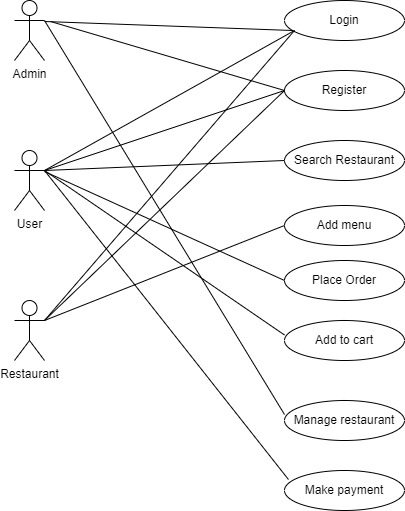 Login
Admin
Register
Search Restaurant
User
Add menu
Place Order
Add to cart
Restaurant
Manage restaurant
Make payment